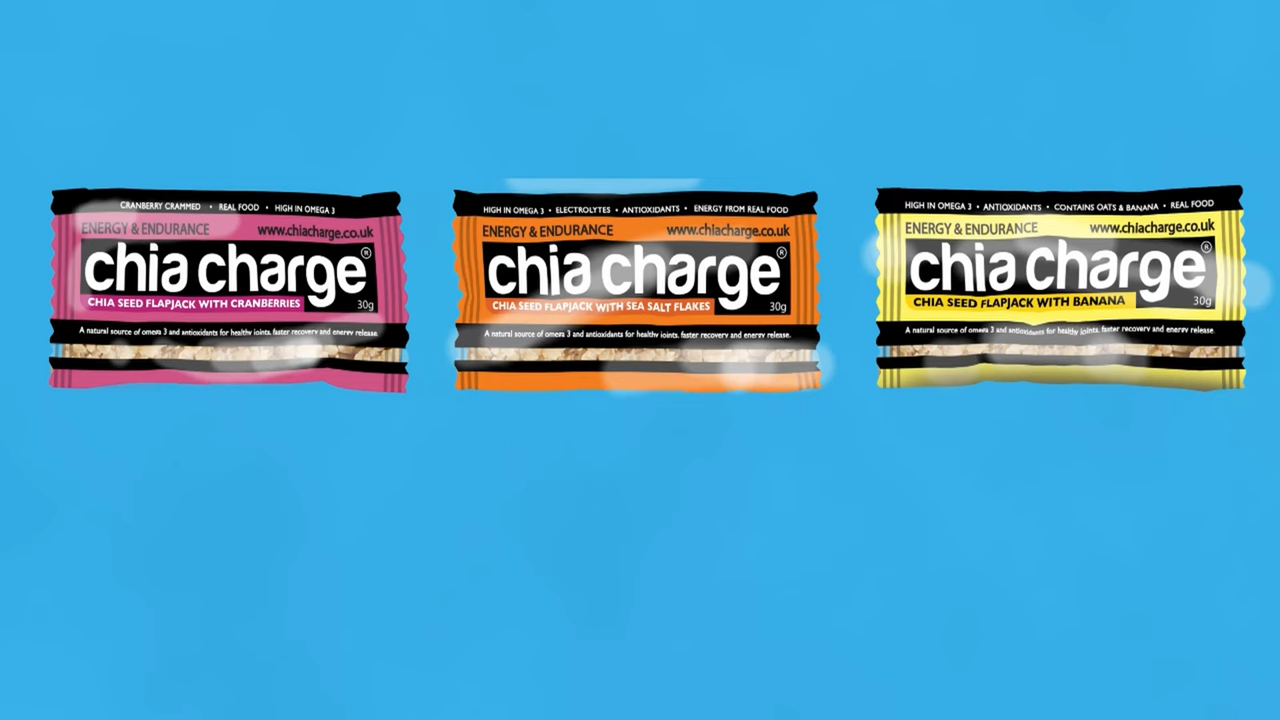 CRANBERRY CRAMMED • REAL FOOD • HIGH IN OMEGA 3
ENERGY & ENDURANCE www.chiacharge.co.uk
chia charge®
CHIA SEED FLAPJACK WITH CRANBERRIES 30g
A natural source of omega 3 and antioxidants for healthy joints, faster recovery and energy release.
HIGH IN OMEGA 3 • ELECTROLYTES • ANTIOXIDANTS • ENERGY FROM REAL FOOD
ENERGY & ENDURANCE www.chiacharge.co.uk
chia charge®
CHIA SEED FLAPJACK WITH SEA SALT FLAKES 30g
A natural source of omega 3 and antioxidants for healthy joints, faster recovery and energy release.
HIGH IN OMEGA 3 • ANTIOXIDANTS • CONTAINS OATS & BANANA • REAL FOOD
ENERGY & ENDURANCE www.chiacharge.co.uk
chia charge®
CHIA SEED FLAPJACK WITH BANANA 30g
A natural source of omega 3 and antioxidants for healthy joints, faster recovery and energy release.